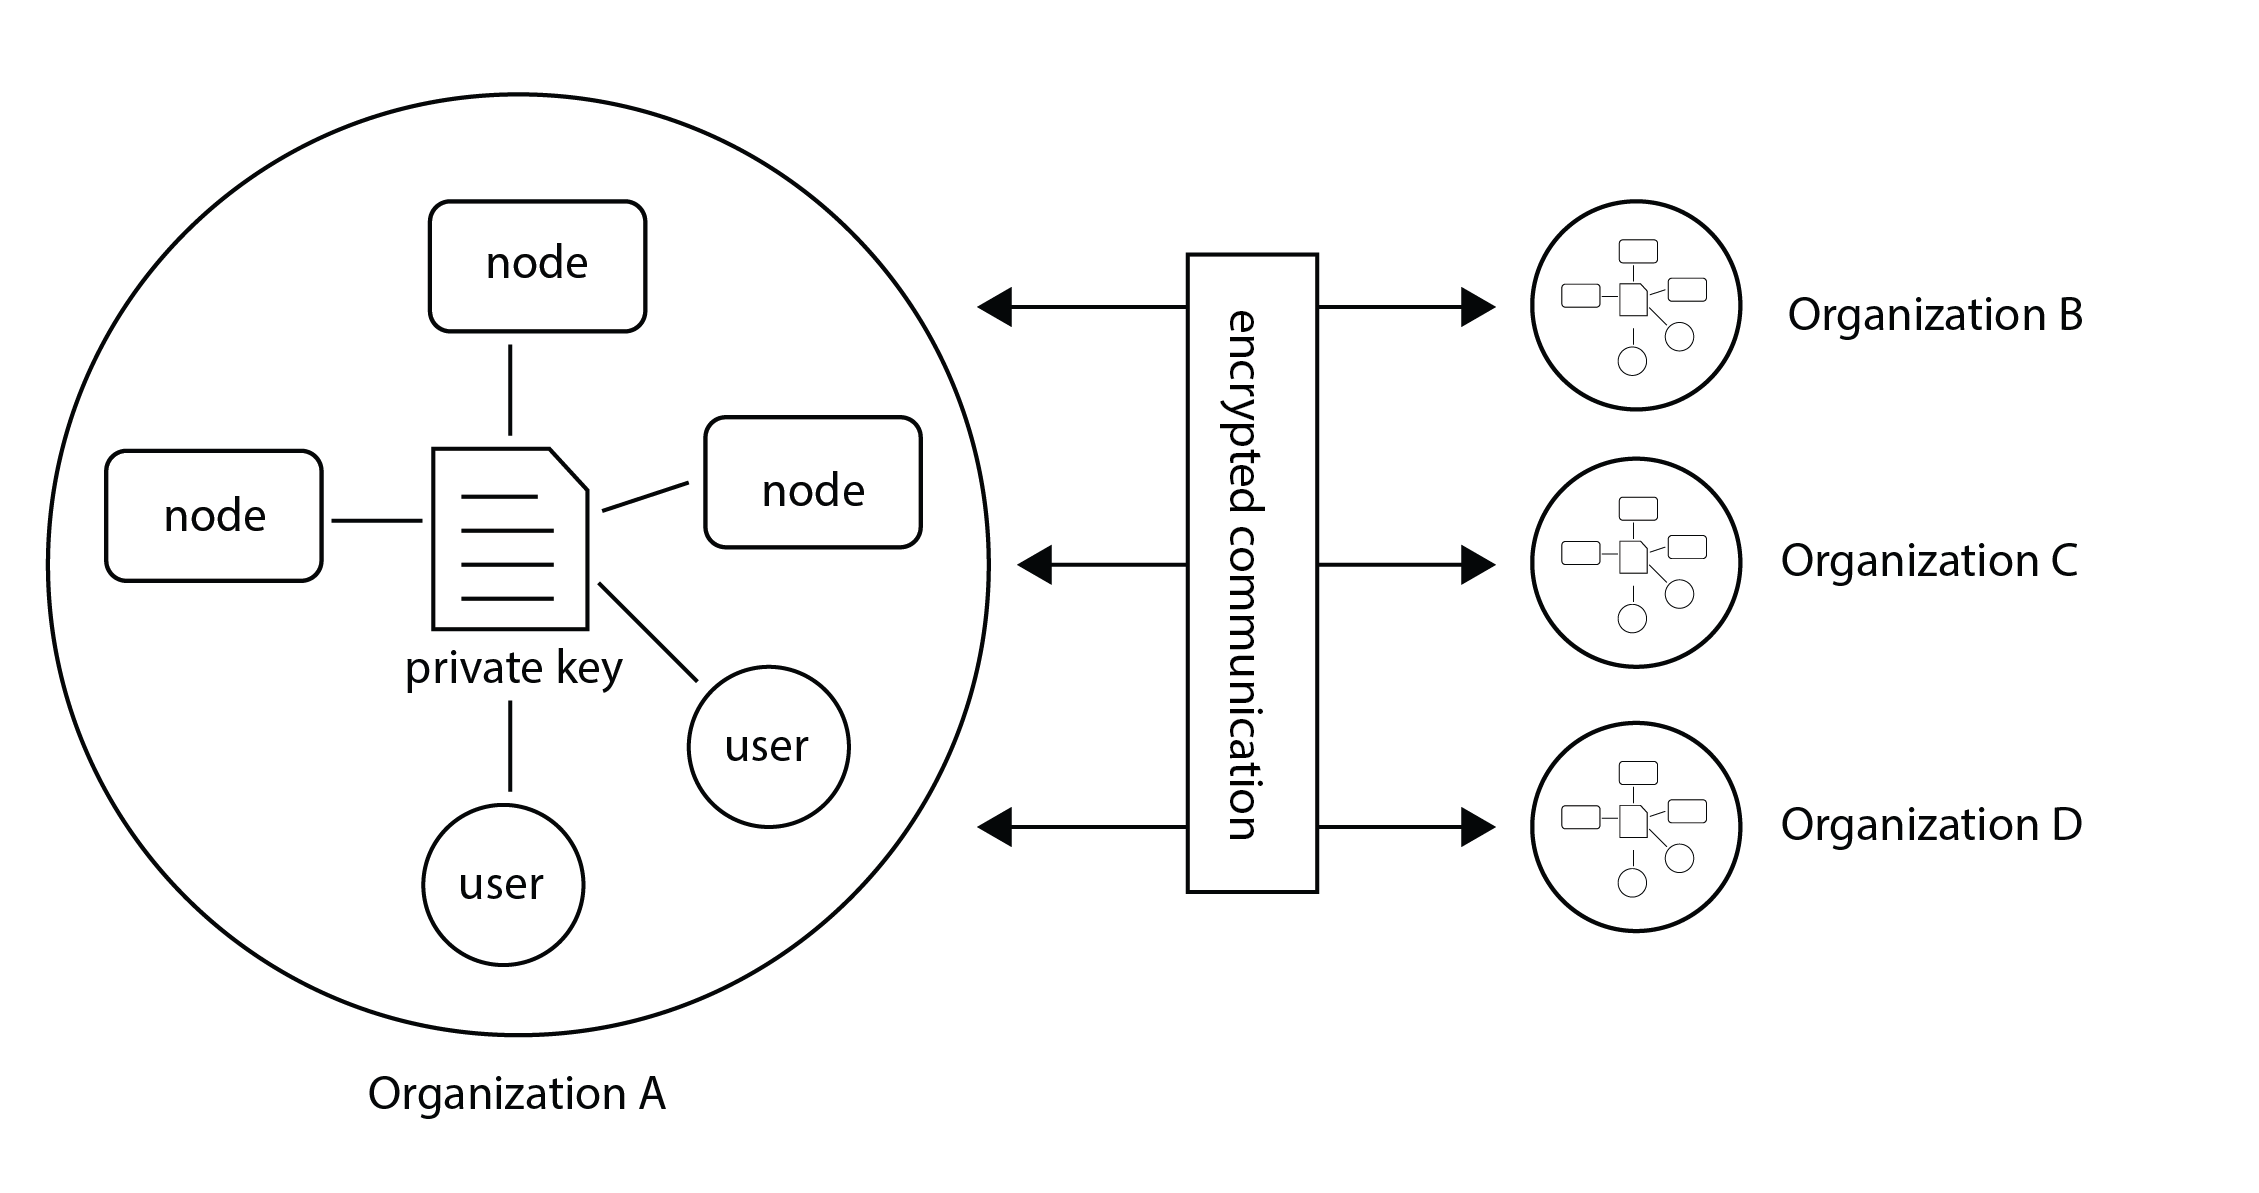 node
node
node
private key
user
user
Organization A
encrypted communication
Organization B
Organization C
Organization D